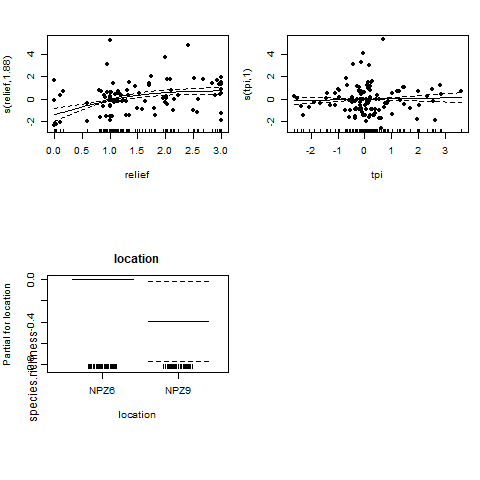 s(relief,1.88)
4
2
0
-2
0.0 0.5 1.0 1.5 2.0 2.5 3.0
relief
s(tpi,1)
4
2
0
-2
-2 -1 0 1 2 3
tpi
location
Partial for location
species.richness
0.0
-0.4
NPZ6 NPZ9
location